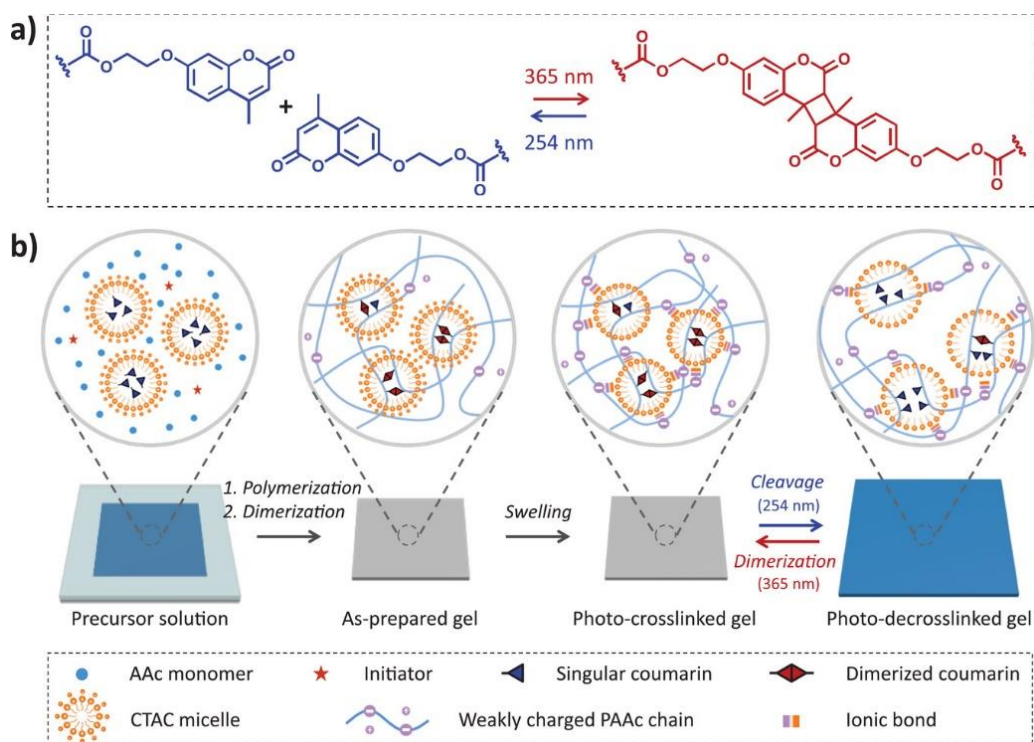 a)
O
O
O
O
O
+
O
O
O
O
O
365 nm
254 nm
O
O
O
O
O
O
O
O
O
O
b)
1. Polymerization
2. Dimerization
Swelling
Cleavage
(254 nm)
Dimerization
(365 nm)
Precursor solution
As-prepared gel
Photo-crosslinked gel
Photo-decrosslinked gel
AAc monomer
Initiator
Singular coumarin
Dimerized coumarin
CTAC micelle
Weakly charged PAAc chain
Ionic bond